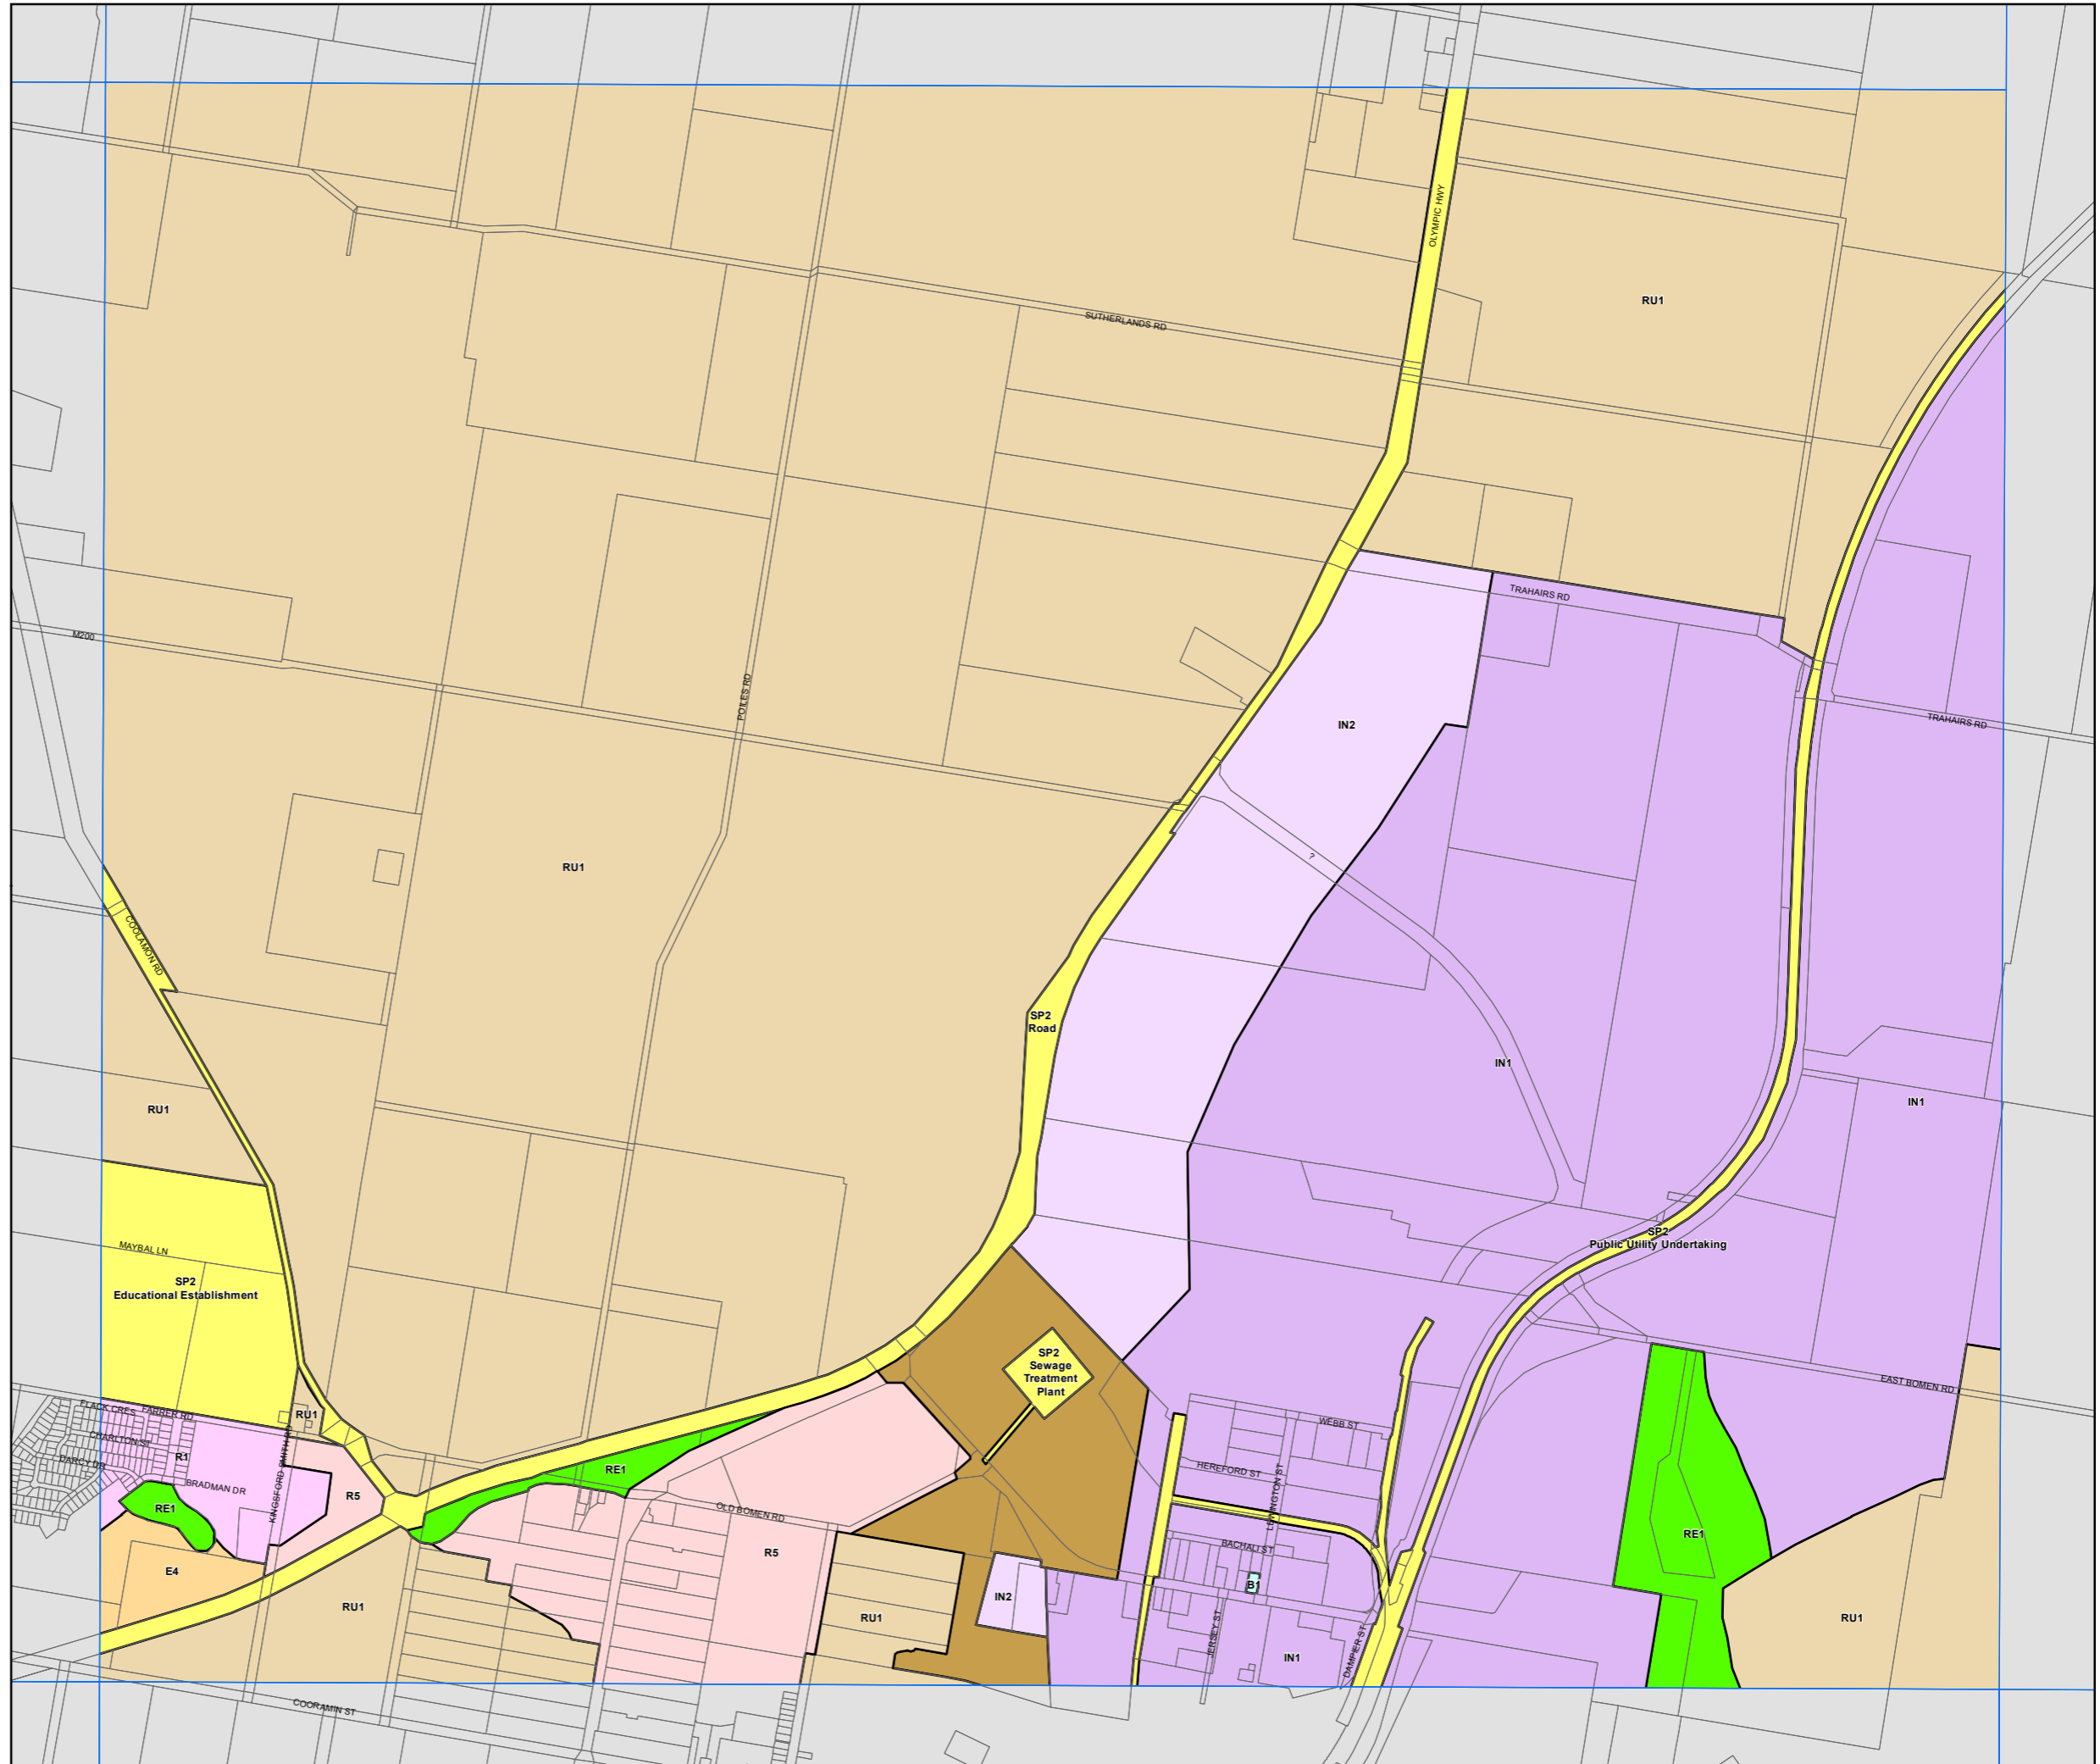 OLYMPIC HWY
RU1
SUTHERLANDS RD
TRAHAIRS RD
M200
POILES RD
IN2
TRAHAIRS RD
?
RU1
COOLAMON RD
SP2
Road
IN1
IN1
RU1
SP2
Public Utility Undertaking
MAYBAL LN
SP2
Educational Establishment
SP2
Sewage
Treatment
Plant
EAST BOMEN RD
FLACK CRES
FARRER RD
RU1
WEBB ST
CHARLTON ST
R1
DARCY DR
BRADMAN DR
KINGSFORD SMITH RD
R5
RE1
RE1
HEREFORD ST
LEWINGTON ST
OLD BOMEN RD
RE1
BACHALI ST
R5
E4
B1
IN2
RU1
RU1
RU1
JERSEY ST
DAMPIER ST
IN1
COORAMIN ST